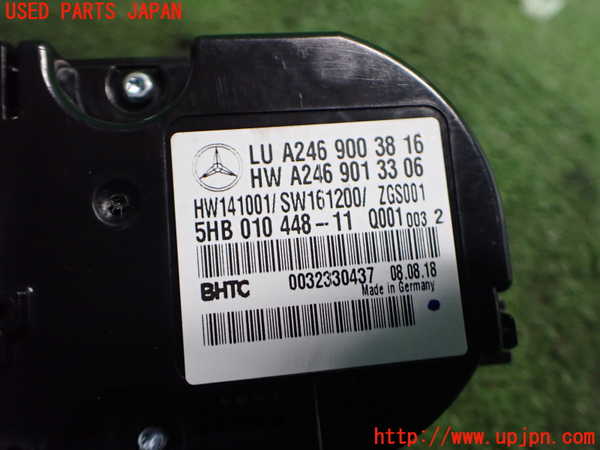 USED PARTS JAPAN
LU A246 900 38 16
HW A246 901 33 06
HW141001/SW161200/ ZGS001
5HB 010 448-11 Q001 003 2
BHTC 0032330437 08.08.18
Made in Germany
UPJ
http://www.upjpn.com